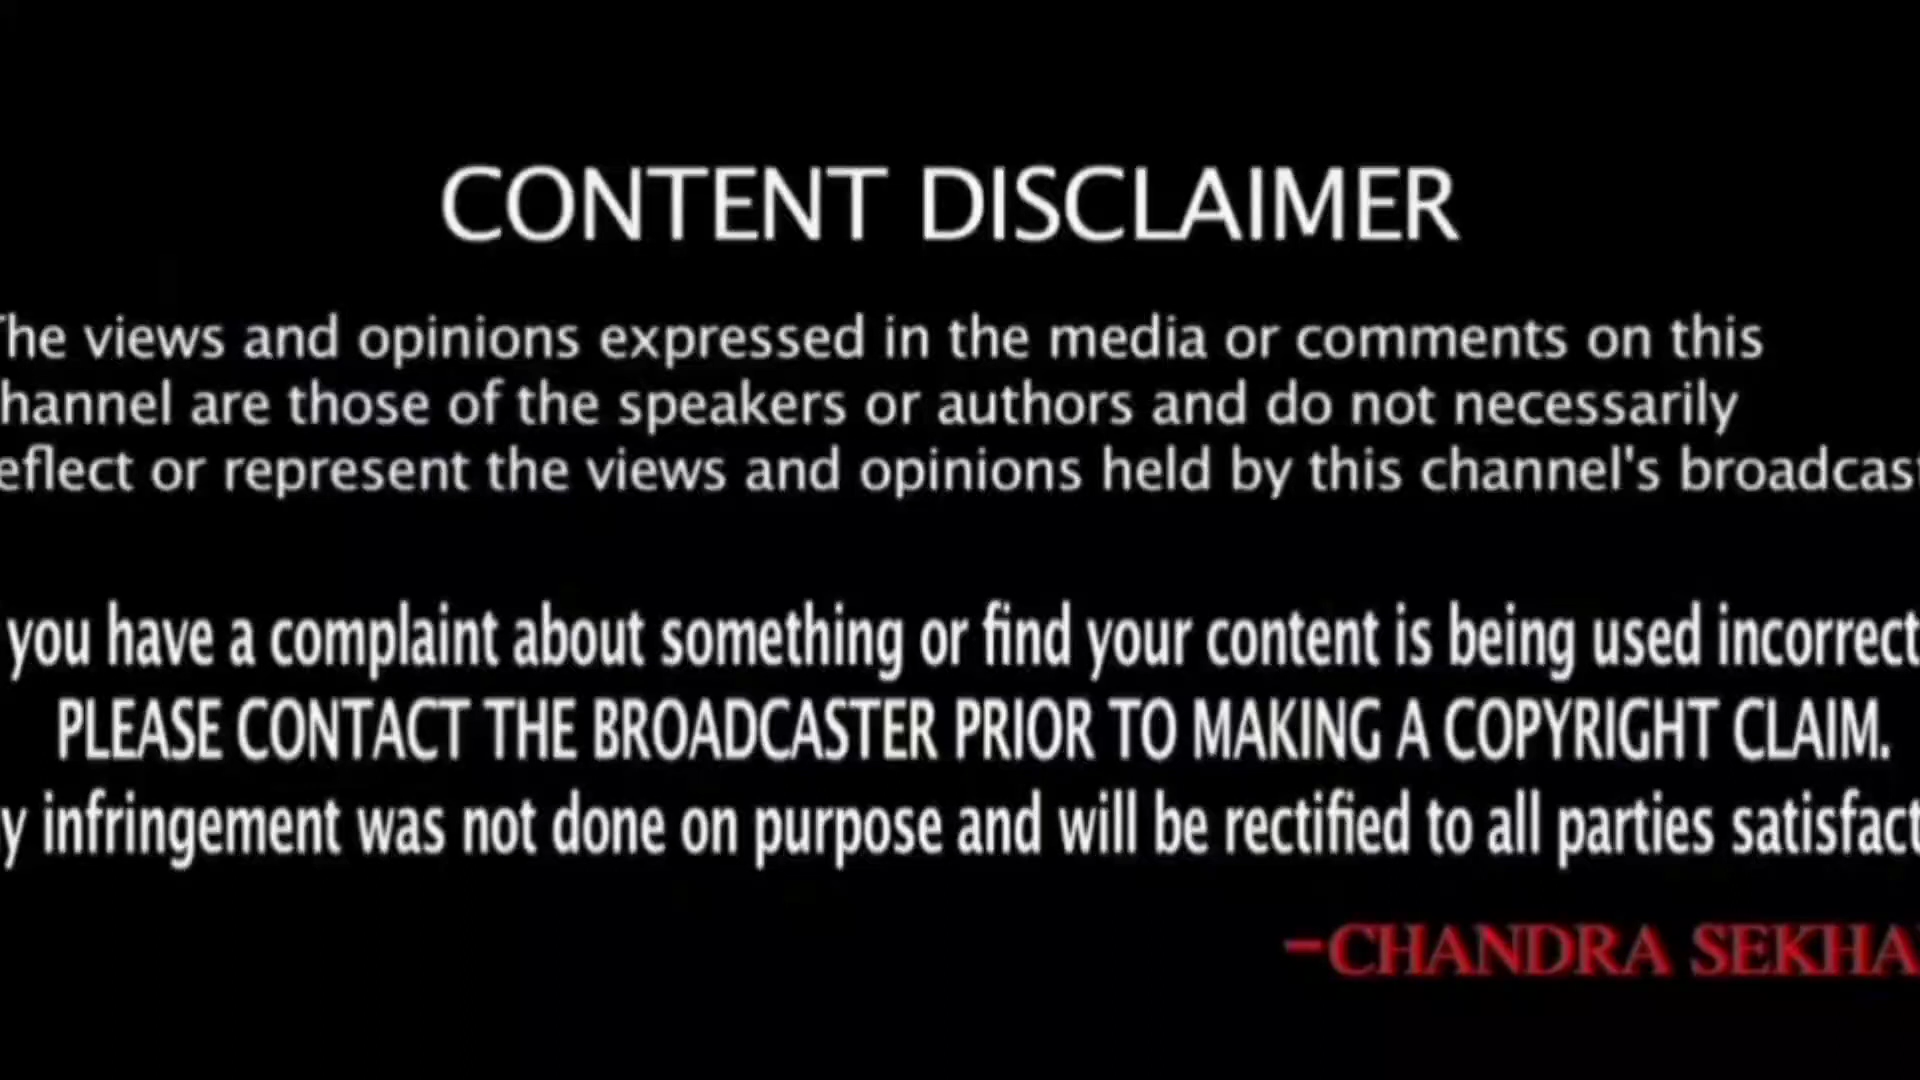 CONTENT DISCLAIMER
The views and opinions expressed in the media or comments on this
hannel are those of the speakers or authors and do not necessarily
eflect or represent the views and opinions held by this channel's broadcast
you have a complaint about something or find your content is being used incorrect
PLEASE CONTACT THE BROADCASTER PRIOR TO MAKING A COPYRIGHT CLAIM.
y infringement was not done on purpose and will be rectified to all parties satisfact
-CHANDRA SEKHA